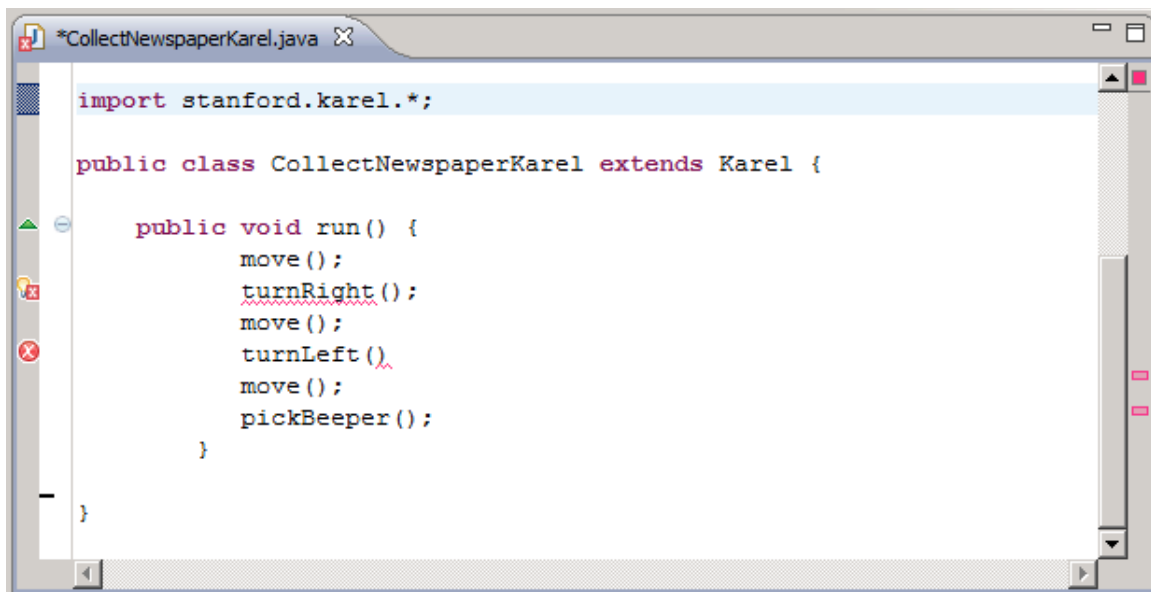 *CollectNewspaperKarel.java
import stanford.karel.*;
public class CollectNewspaperKarel extends Karel {
public void run() {
move();
turnRight();
move();
turnLeft()
move();
pickBeeper();
}
}